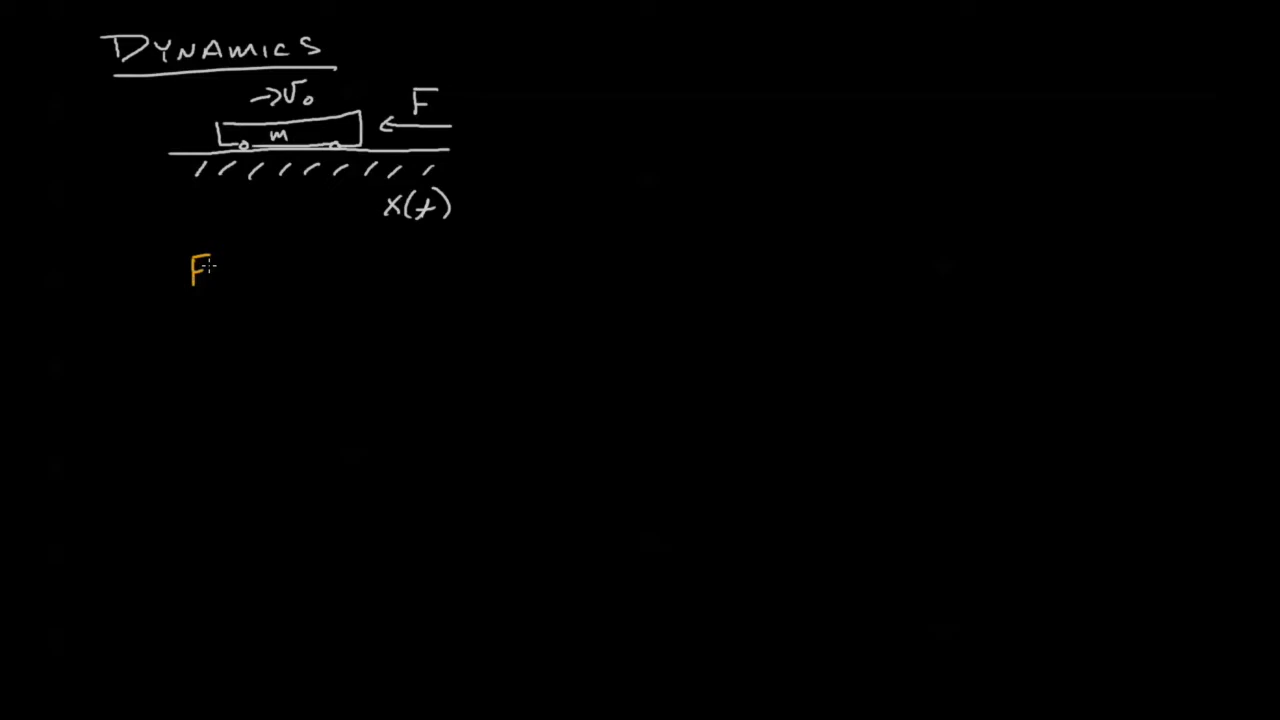 DYNAMICS
→v₀
F
m
x(t)
F